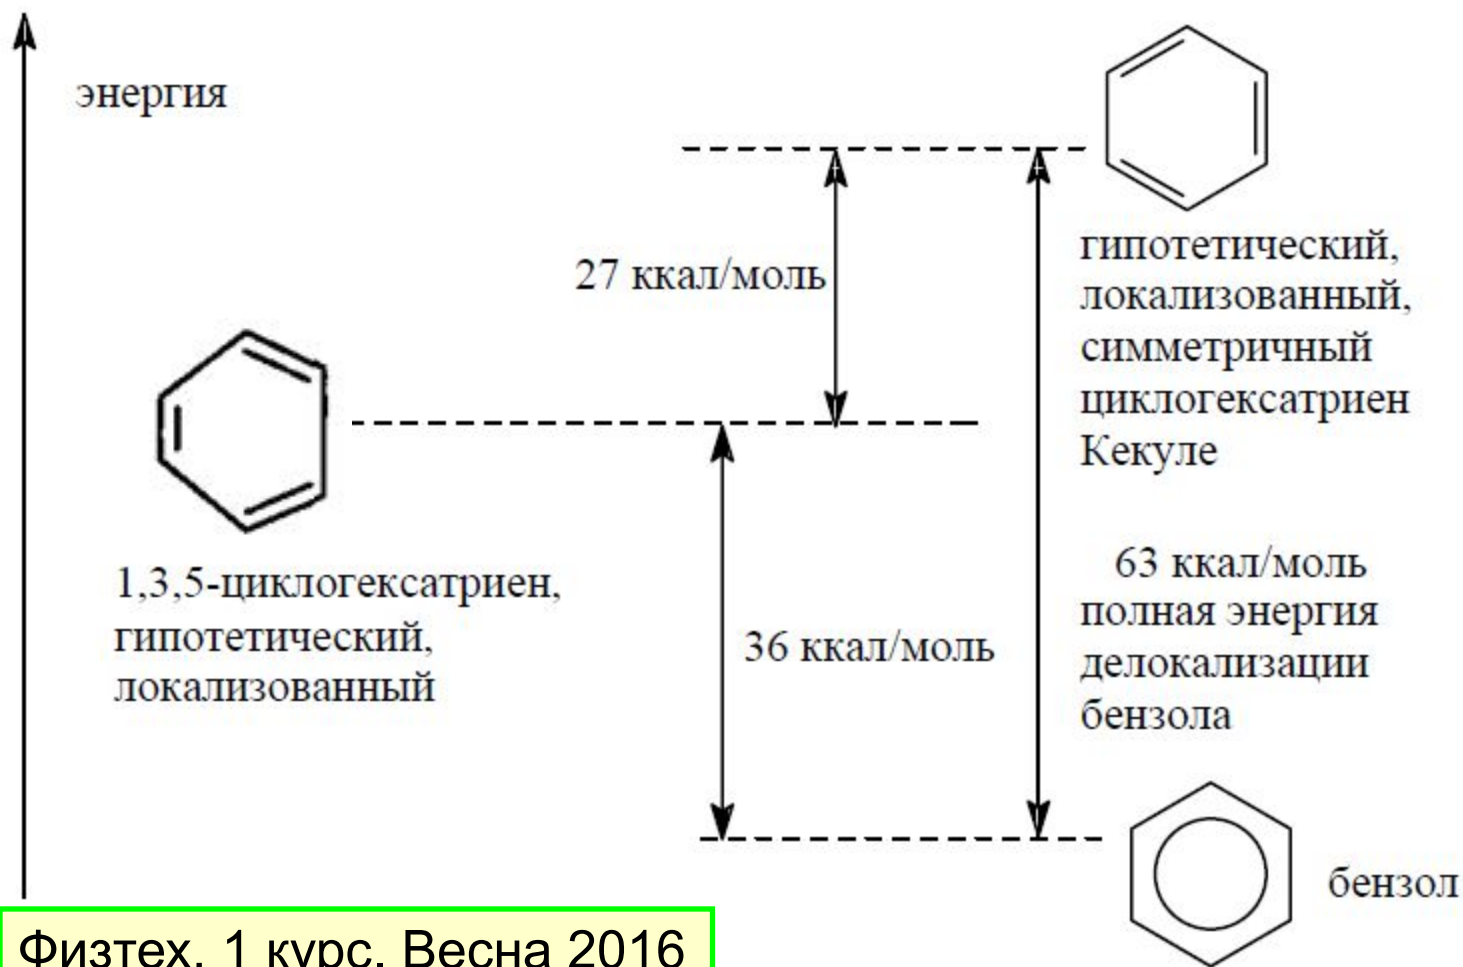 энергия
27 ккал/моль
гипотетический,
локализованный,
симметричный
циклогексатриен
Кекуле
1,3,5-циклогексатриен,
гипотетический,
локализованный
36 ккал/моль
63 ккал/моль
полная энергия
делокализации
бензола
бензол
Физтех. 1 курс. Весна 2016